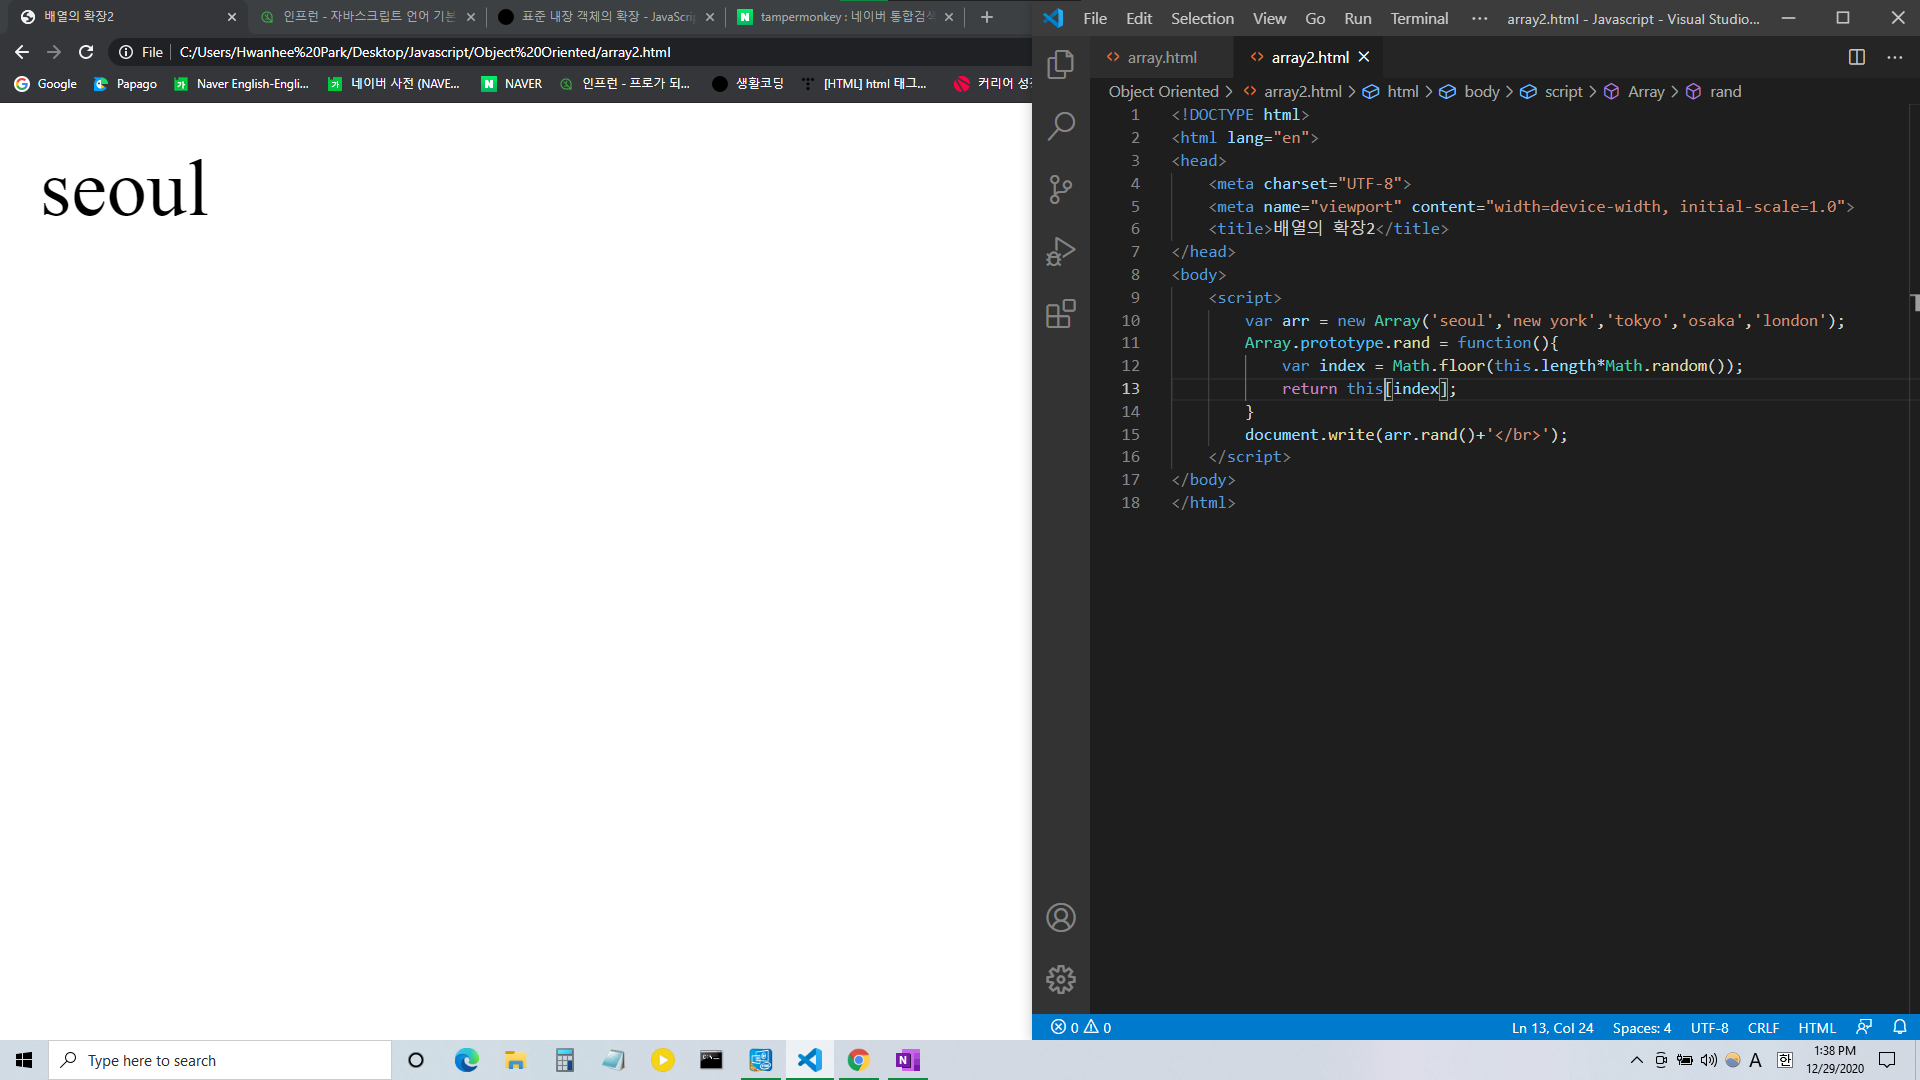 배열의 확장2
인프런 - 자바스크립트 언어 기본
표준 내장 객체의 확장 - JavaScri
tampermonkey : 네이버 통합검색
File C:/Users/Hwanhee%20Park/Desktop/Javascript/Object%20Oriented/array2.html
Google Papago Naver English-Engli... 네이버 사전 (NAVE... NAVER 인프런 - 프로가 되... 생활코딩 [HTML] html 태그... 커리어 성
seoul
File Edit Selection View Go Run Terminal ··· array2.html - Javascript - Visual Studio...
array.html array2.html
Object Oriented > array2.html > html > body > script > Array > rand
1 <!DOCTYPE html>
2 <html lang="en">
3 <head>
4 <meta charset="UTF-8">
5 <meta name="viewport" content="width=device-width, initial-scale=1.0">
6 <title>배열의 확장2</title>
7 </head>
8 <body>
9 <script>
10 var arr = new Array('seoul','new york','tokyo','osaka','london');
11 Array.prototype.rand = function(){
12 var index = Math.floor(this.length*Math.random());
13 return this[index];
14 }
15 document.write(arr.rand()+'</br>');
16 </script>
17 </body>
18 </html>
0 0 Ln 13, Col 24 Spaces: 4 UTF-8 CRLF HTML
Type here to search
A 한 1:38 PM
12/29/2020